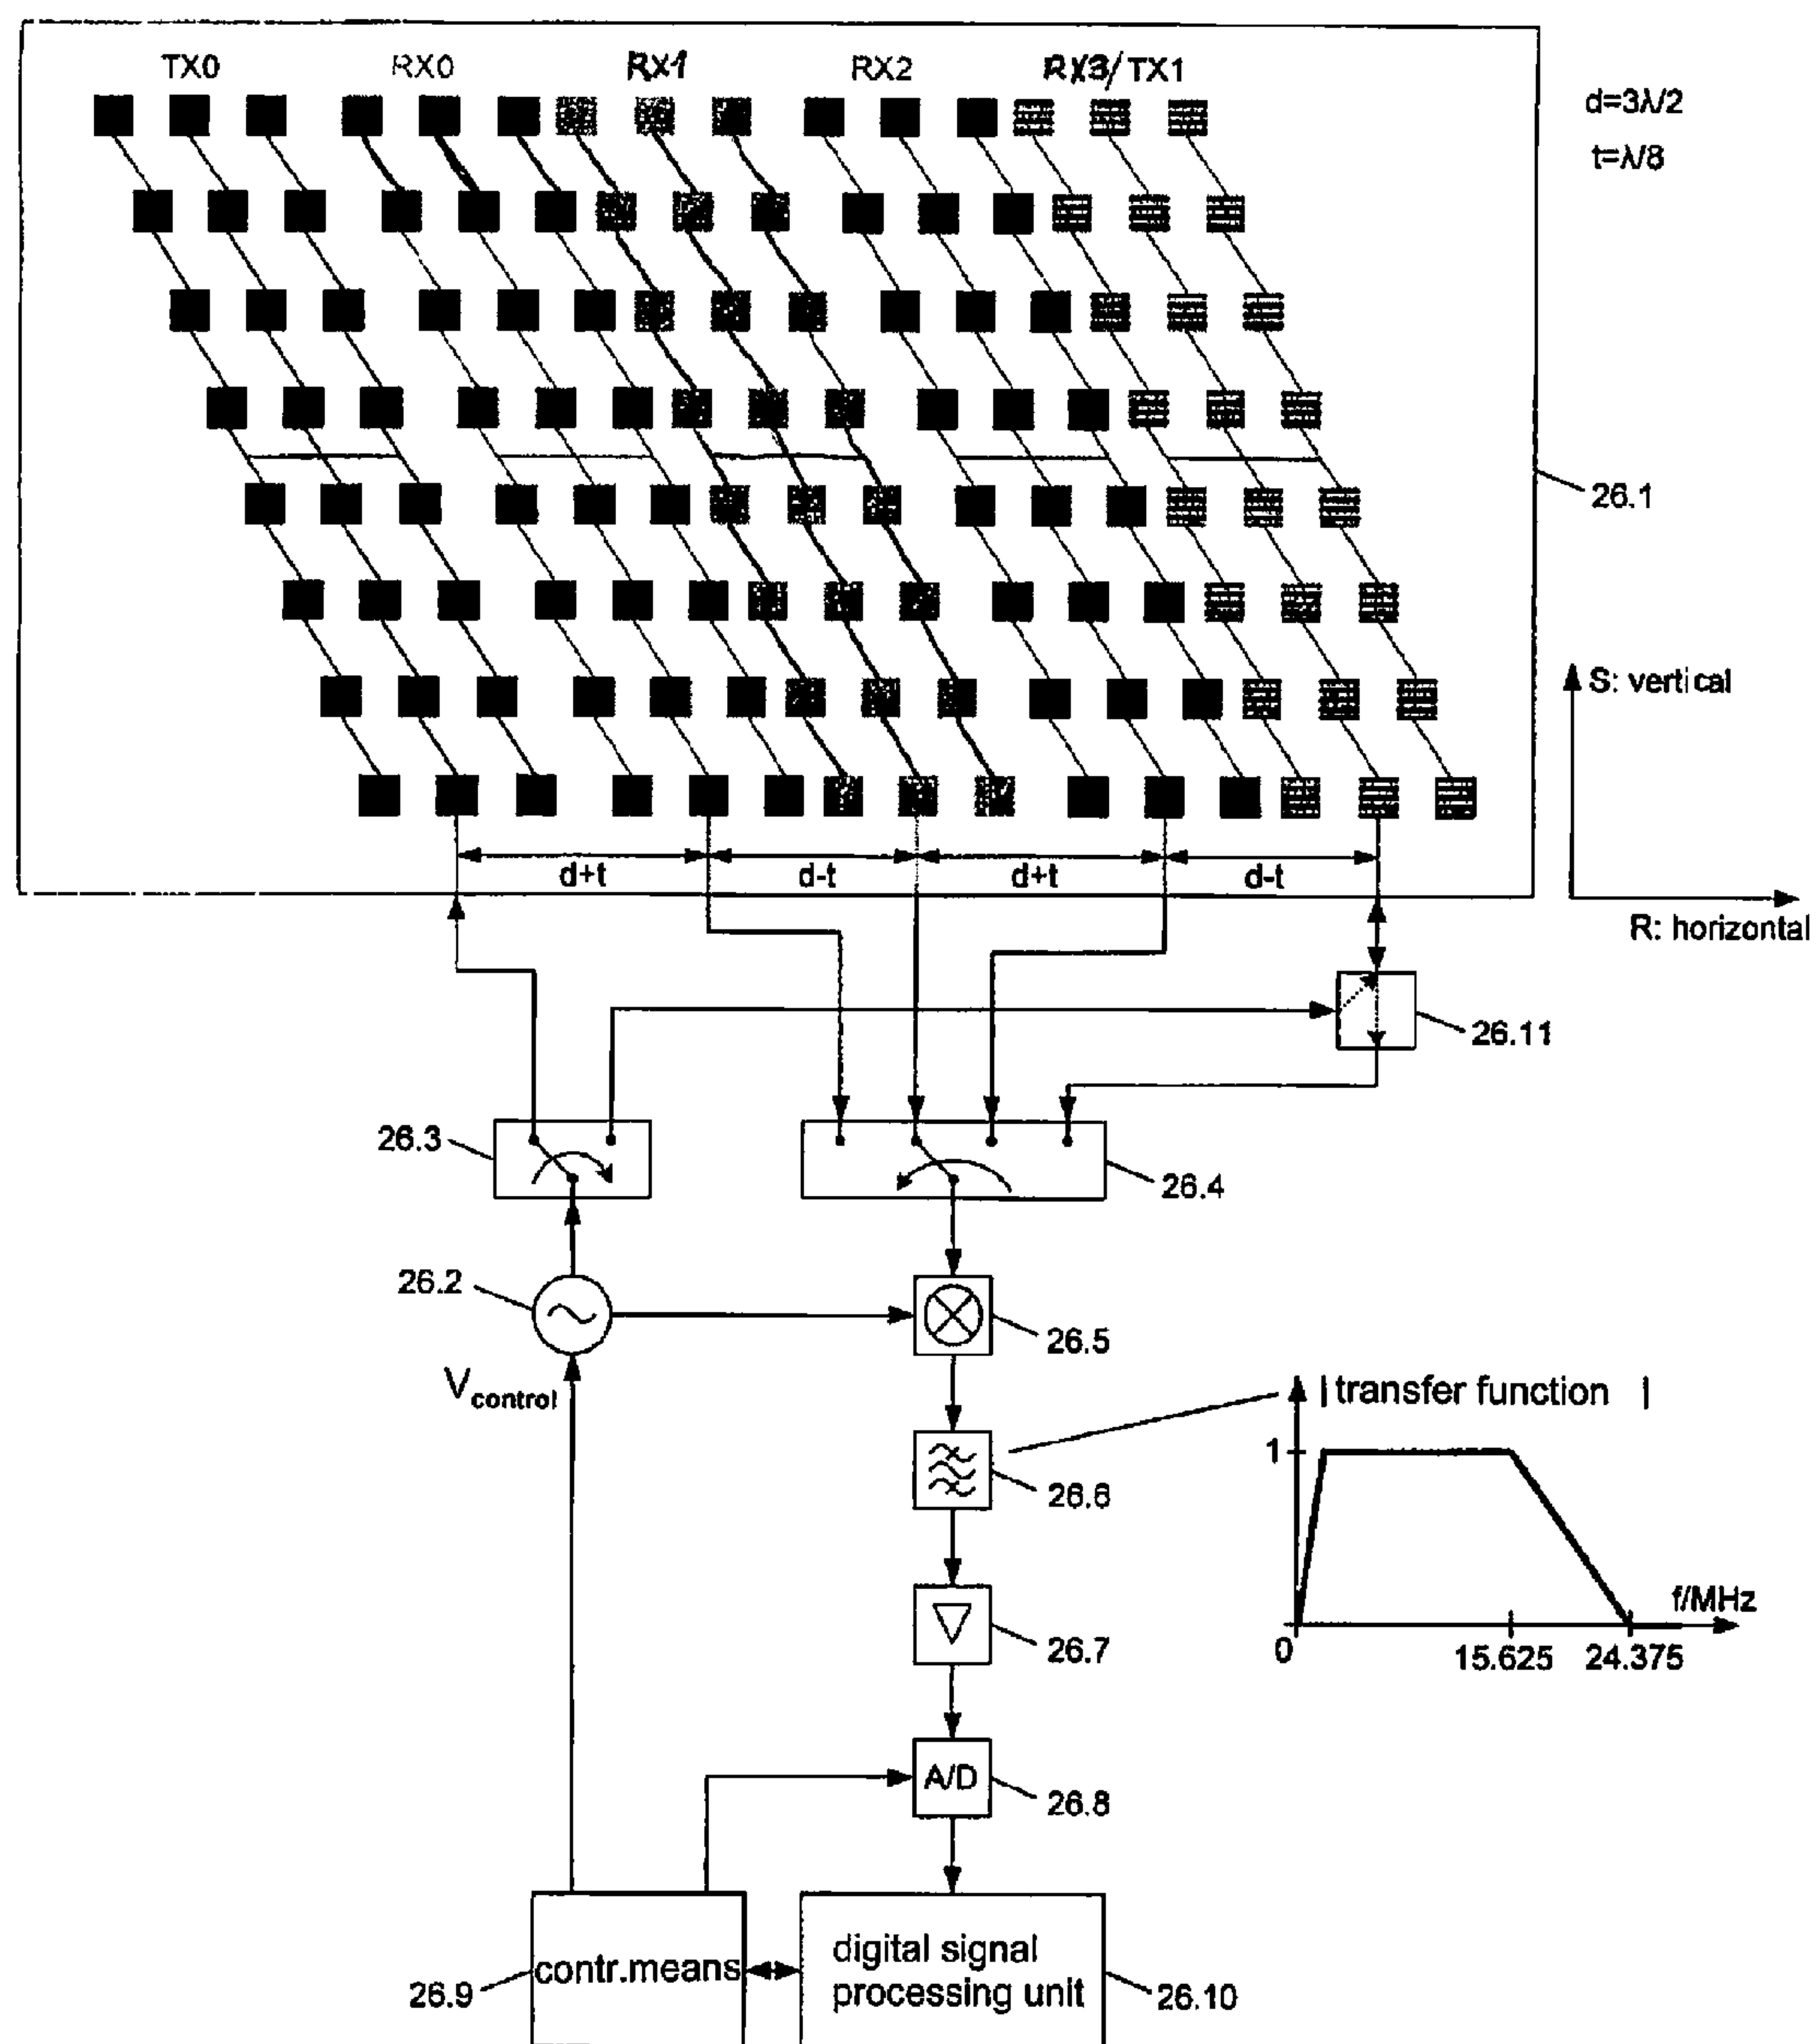 TX0 RX0 RX1 RX2 RX3/TX1
d=3λ/2
t=λ/8
26.1
S: vertical
R: horizontal
d+t d-t d+t d-t
26.11
26.3
26.4
26.2
26.5
Vcontrol
|transfer function |
1
26.6
f/MHz
0 15.625 24.375
26.7
A/D
26.8
contr.means
26.9
digital signal
processing unit
26.10